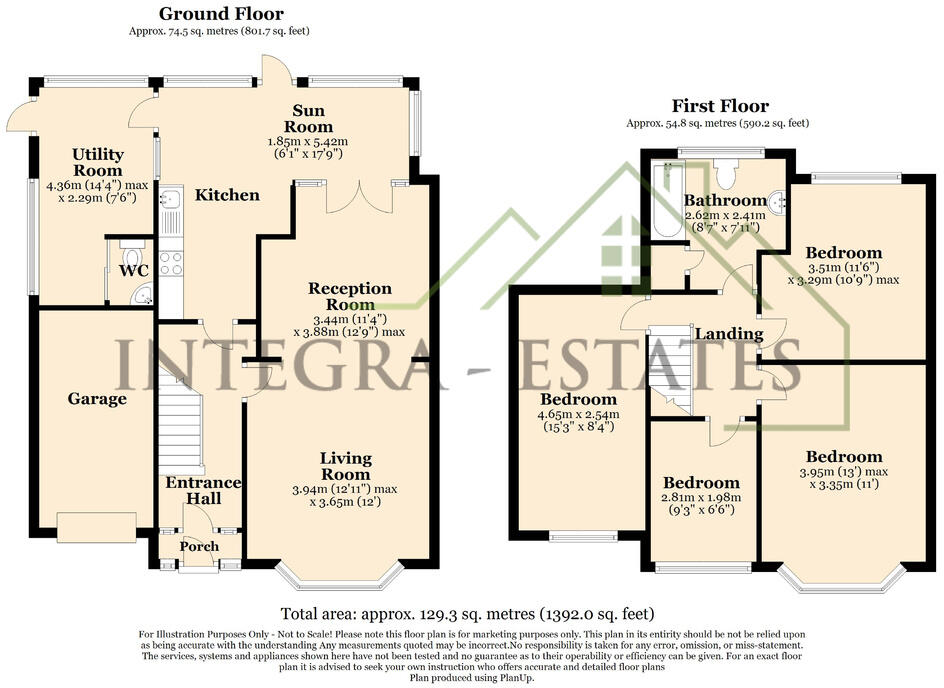 Ground Floor
Approx. 74.5 sq. metres (801.7 sq. feet)
Sun
Room
1.85m x 5.42m
(6'1" x 17'9")
Utility
Room
4.36m (14'4") max
x 2.29m (7'6")
Kitchen
WC
Reception
Room
3.44m (11'4")
x 3.88m (12'9") max
Garage
Living
Room
3.94m (12'11") max
x 3.65m (12')
Entrance
Hall
Porch
First Floor
Approx. 54.8 sq. metres (590.2 sq. feet)
Bathroom
2.62m x 2.41m
(8'7" x 7'11")
Bedroom
3.51m (11'6")
x 3.29m (10'9") max
Landing
Bedroom
4.65m x 2.54m
(15'3" x 8'4")
Bedroom
2.81m x 1.98m
(9'3" x 6'6")
Bedroom
3.95m (13') max
x 3.35m (11')
INTEGRA - ESTATES
Total area: approx. 129.3 sq. metres (1392.0 sq. feet)
For Illustration Purposes Only - Not to Scale! Please note this floor plan is for marketing purposes only. This plan in its entirity should be not be relied upon
as being accurate with the understanding Any measurements quoted may be incorrect.No responsibility is taken for any error, omission, or miss-statement.
The services, systems and appliances shown here have not been tested and no guarantee as to their operability or efficiency can be given. For an exact floor
plan it is advised to seek your own instruction who offers accurate and detailed floor plans
Plan produced using PlanUp.